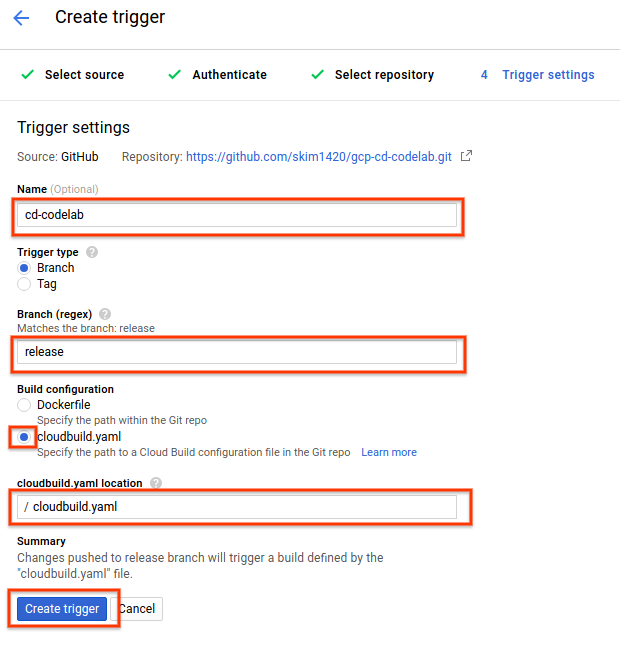 Create trigger
Select source Authenticate Select repository 4 Trigger settings
Trigger settings
Source: GitHub Repository: https://github.com/skim1420/gcp-cd-codelab.git
Name (Optional)
cd-codelab
Trigger type ?
Branch
Tag
Branch (regex) ?
Matches the branch: release
release
Build configuration
Dockerfile
Specify the path within the Git repo
cloudbuild.yaml
Specify the path to a Cloud Build configuration file in the Git repo Learn more
cloudbuild.yaml location ?
/ cloudbuild.yaml
Summary
Changes pushed to release branch will trigger a build defined by the
"cloudbuild.yaml" file.
Create trigger Cancel